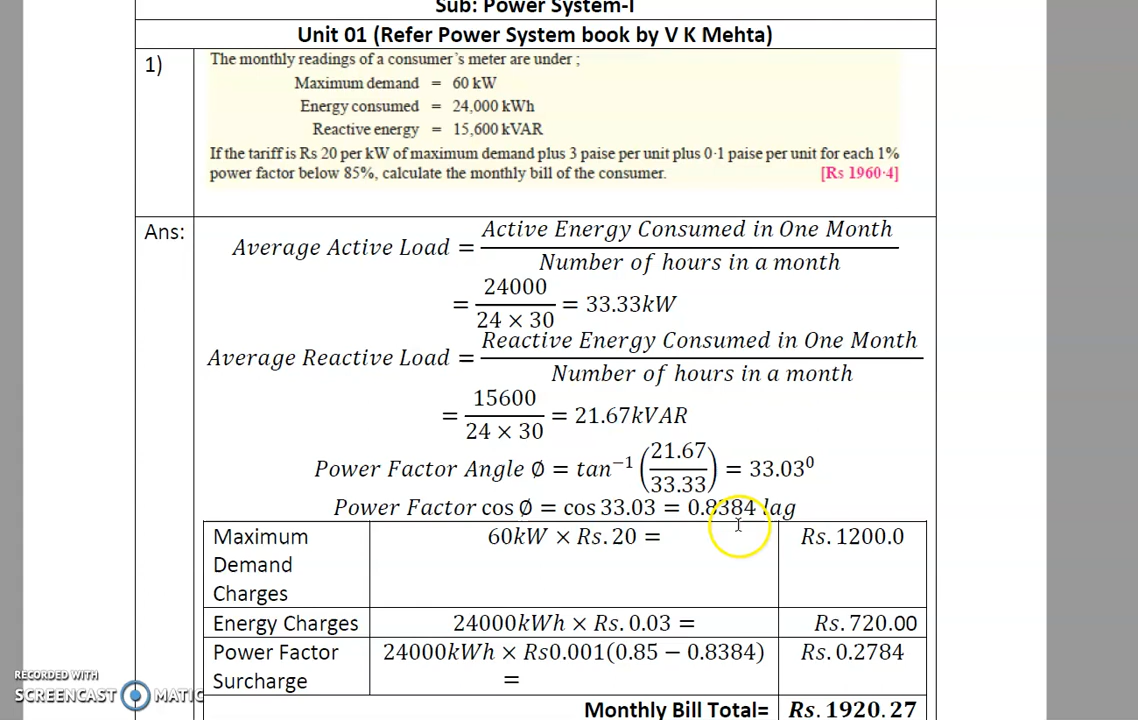 Sub: Power System-I
Unit 01 (Refer Power System book by V K Mehta)
1)
The monthly readings of a consumer's meter are under ;
Maximum demand = 60 kW
Energy consumed = 24,000 kWh
Reactive energy = 15,600 kVAR
If the tariff is Rs 20 per kW of maximum demand plus 3 paise per unit plus 0·1 paise per unit for each 1%
power factor below 85%, calculate the monthly bill of the consumer. [Rs 1960·4]
Ans:
Average Active Load = Active Energy Consumed in One Month / Number of hours in a month
= 24000 / 24 × 30 = 33.33kW
Average Reactive Load = Reactive Energy Consumed in One Month / Number of hours in a month
= 15600 / 24 × 30 = 21.67kVAR
Power Factor Angle ∅ = tan⁻¹ (21.67 / 33.33) = 33.03⁰
Power Factor cos ∅ = cos 33.03 = 0.8384 lag
Maximum Demand Charges 60kW × Rs. 20 = Rs. 1200.0
Energy Charges 24000kWh × Rs. 0.03 = Rs. 720.00
Power Factor Surcharge 24000kWh × Rs0.001(0.85 − 0.8384) = Rs. 0.2784
Monthly Bill Total= Rs. 1920.27
RECORDED WITH
SCREENCAST MATIC